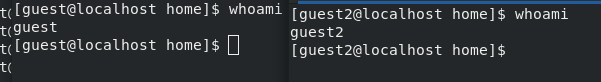 [guest@localhost home]$ whoami
guest
[guest@localhost home]$
[guest2@localhost home]$ whoami
guest2
[guest2@localhost home]$